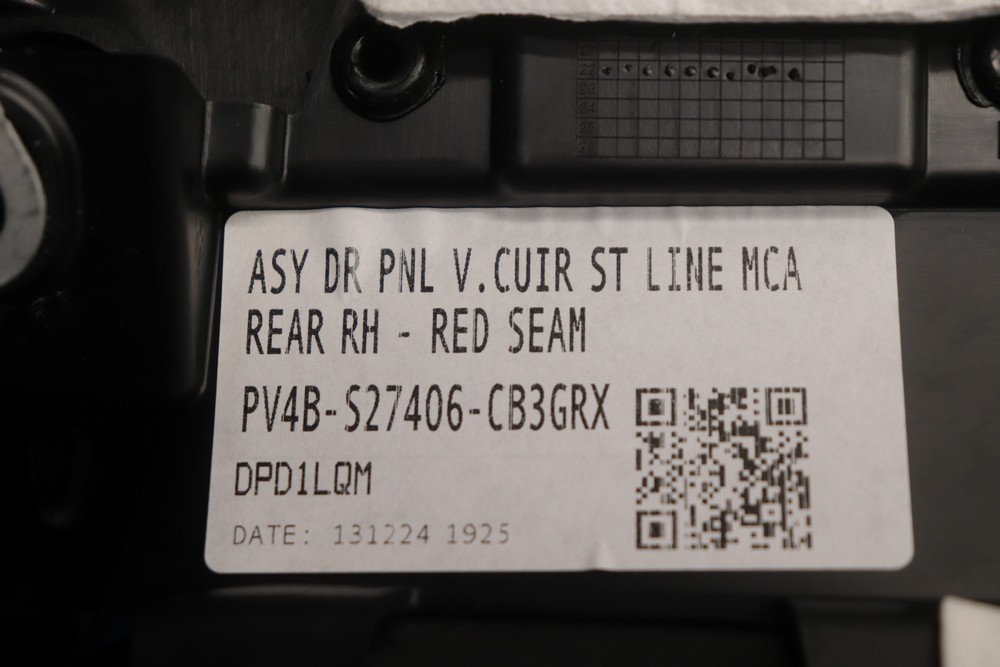 ASY DR PNL V.CUIR ST LINE MCA
REAR RH - RED SEAM
PV4B-S27406-CB3GRX
DPD1LQM
DATE: 131224 1925